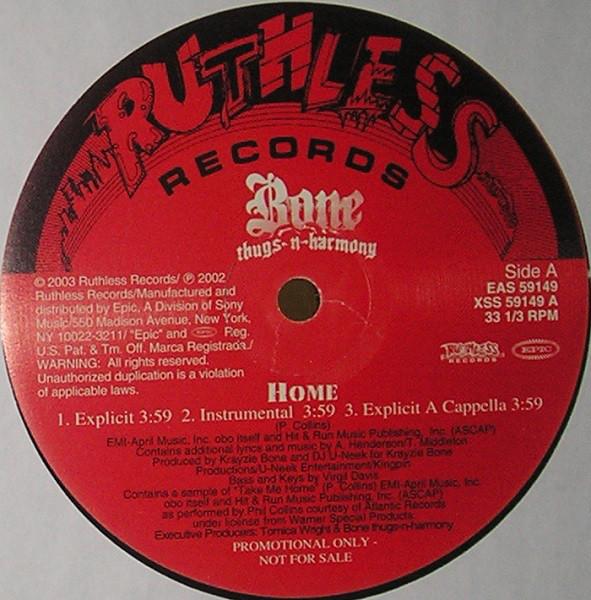 RUTHLESS
RECORDS
Bone
thugs-n-harmony
© 2003 Ruthless Records/ ℗ 2002
Ruthless Records/Manufactured and
distributed by Epic, A Division of Sony
Music/550 Madison Avenue, New York,
NY 10022-3211/ "Epic" and EPIC Reg.
U.S. Pat. & Tm. Off. Marca Registrada./
WARNING: All rights reserved.
Unauthorized duplication is a violation
of applicable laws.
Side A
EAS 59149
XSS 59149 A
33 1/3 RPM
RUTHLESS
RECORDS
EPIC
HOME
1. Explicit 3:59 2. Instrumental 3:59 3. Explicit A Cappella 3:59
(P. Collins)
EMI-April Music, Inc. obo itself and Hit & Run Music Publishing, Inc. (ASCAP)
Contains additional lyrics and music by A. Henderson/T. Middleton
Produced by Krayzie Bone and DJ U-Neek for Krayzie Bone
Productions/U-Neek Entertainment/Kingpin
Bass and Keys by Virgil Davis
Contains a sample of "Take Me Home" (P. Collins) EMI-April Music, Inc.
obo itself and Hit & Run Music Publishing, Inc. (ASCAP)
as performed by Phil Collins courtesy of Atlantic Records
under license from Warner Special Products.
Executive Producers: Tomica Wright & Bone thugs-n-harmony
PROMOTIONAL ONLY -
NOT FOR SALE